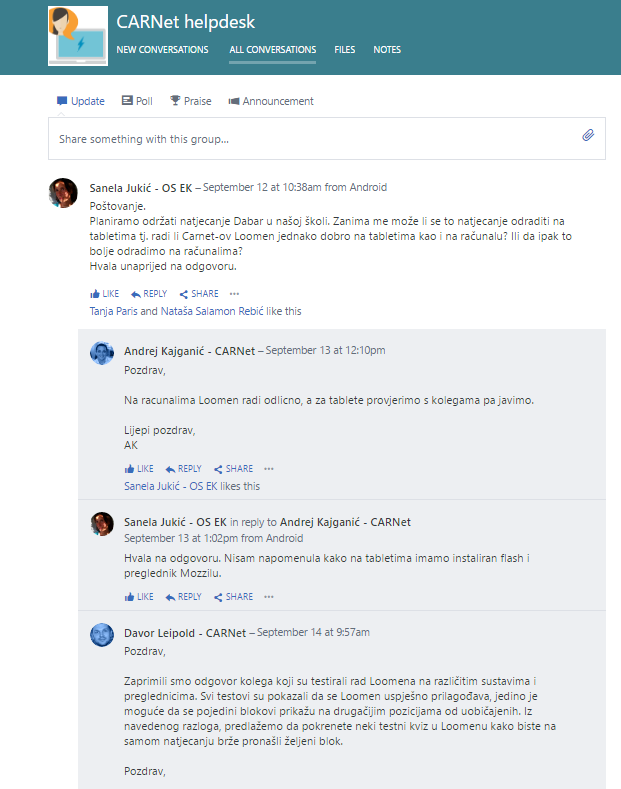 CARNet helpdesk
NEW CONVERSATIONS ALL CONVERSATIONS FILES NOTES
Update Poll Praise Announcement
Share something with this group...
Sanela Jukić - OS EK – September 12 at 10:38am from Android
Poštovanje.
Planiramo održati natjecanje Dabar u našoj školi. Zanima me može li se to natjecanje odraditi na
tabletima tj. radi li Carnet-ov Loomen jednako dobro na tabletima kao i na računalu? Ili da ipak to
bolje odradimo na računalima?
Hvala unaprijed na odgovoru.
LIKE REPLY SHARE ...
Tanja Paris and Nataša Salamon Rebić like this
Andrej Kajganić - CARNet – September 13 at 12:10pm
Pozdrav,
Na racunalima Loomen radi odlicno, a za tablete provjerimo s kolegama pa javimo.
Lijepi pozdrav,
AK
LIKE REPLY SHARE ...
Sanela Jukić - OS EK likes this
Sanela Jukić - OS EK in reply to Andrej Kajganić - CARNet
September 13 at 1:02pm from Android
Hvala na odgovoru. Nisam napomenula kako na tabletima imamo instaliran flash i
preglednik Mozzilu.
LIKE REPLY SHARE ...
Davor Leipold - CARNet – September 14 at 9:57am
Pozdrav,
Zaprimili smo odgovor kolega koji su testirali rad Loomena na različitim sustavima i
preglednicima. Svi testovi su pokazali da se Loomen uspješno prilagođava, jedino je
moguće da se pojedini blokovi prikažu na drugačijim pozicijama od uobičajenih. Iz
navedenog razloga, predlažemo da pokrenete neki testni kviz u Loomenu kako biste na
samom natjecanju brže pronašli željeni blok.
Pozdrav,